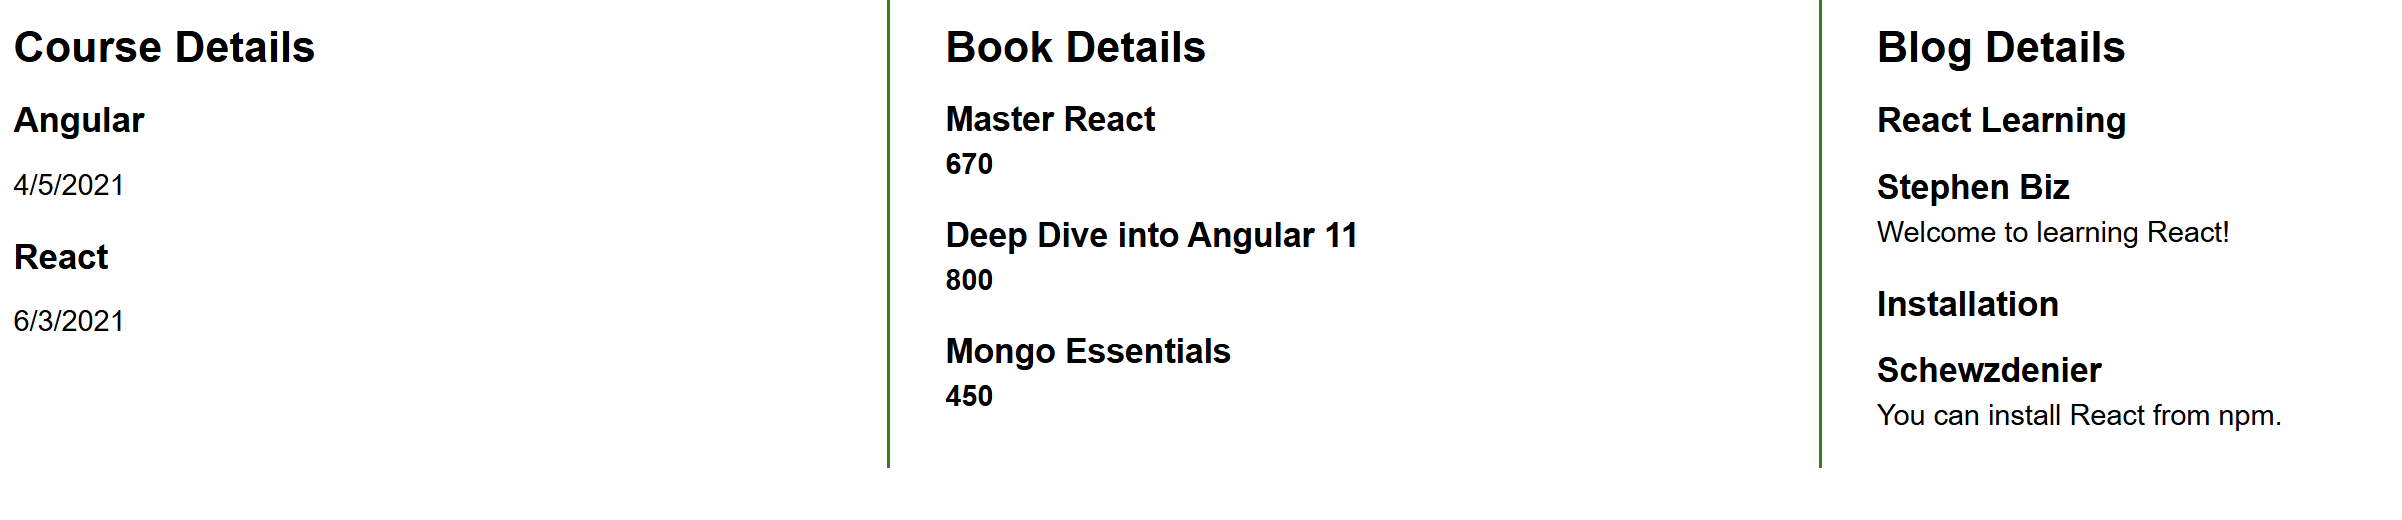 Course Details
Angular
4/5/2021
React
6/3/2021
Book Details
Master React
670
Deep Dive into Angular 11
800
Mongo Essentials
450
Blog Details
React Learning
Stephen Biz
Welcome to learning React!
Installation
Schewzdenier
You can install React from npm.